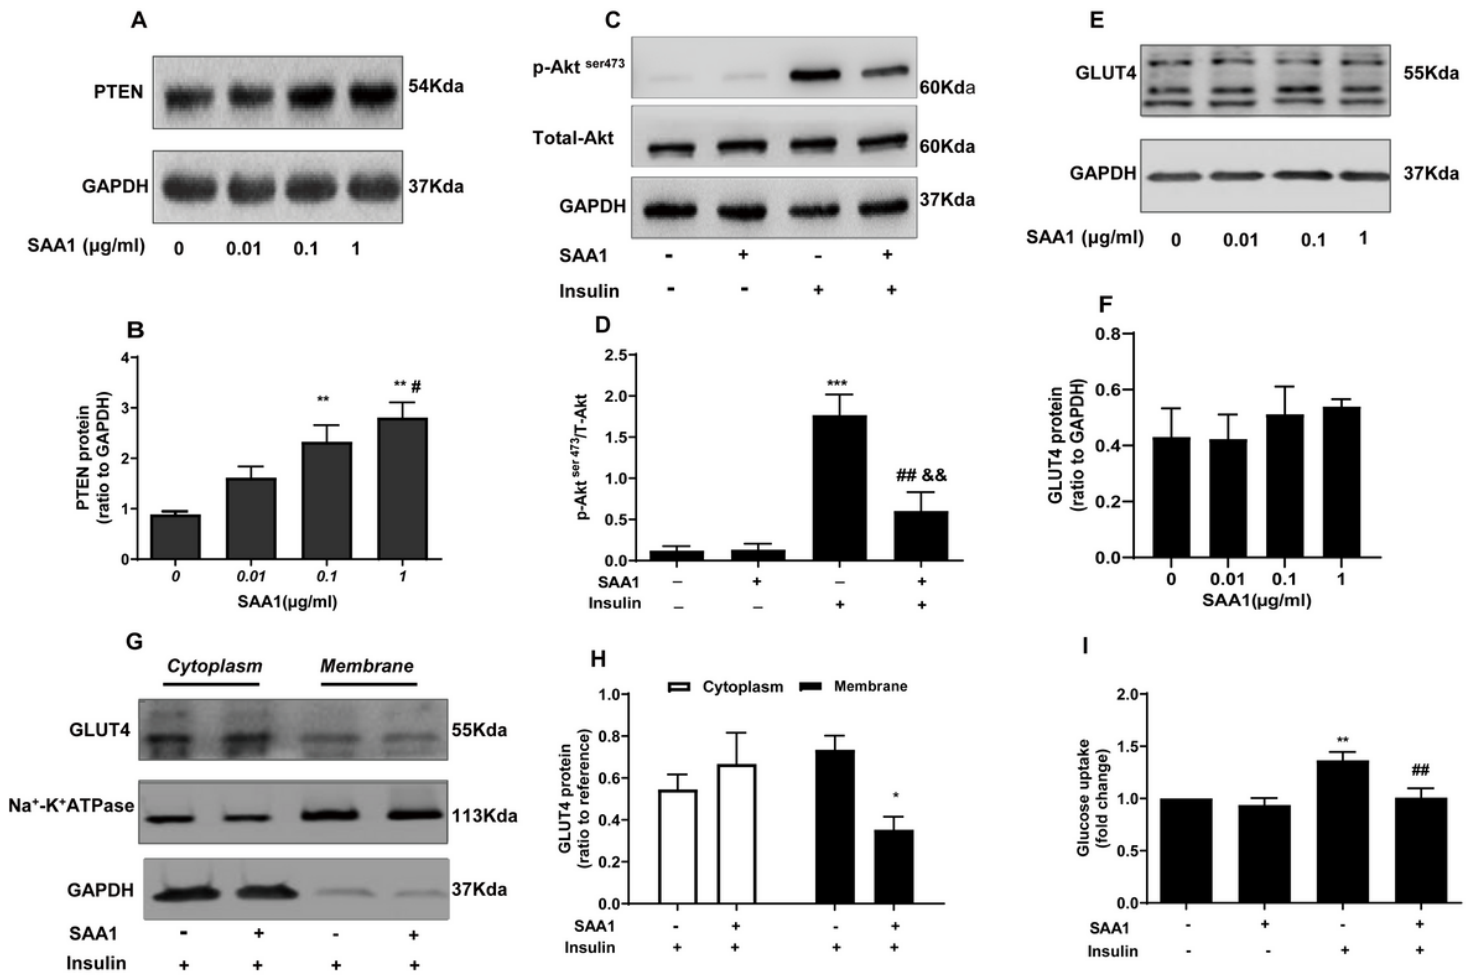 A
PTEN
54Kda
GAPDH
37Kda
SAA1 (µg/ml) 0 0.01 0.1 1
B
PTEN protein
(ratio to GAPDH)
4
3
2
1
0
**
** #
0 0.01 0.1 1
SAA1(µg/ml)
C
p-Akt ser473
60Kda
Total-Akt
60Kda
GAPDH
37Kda
SAA1 - + - +
Insulin - - + +
D
p-Akt ser 473/T-Akt
2.5
2.0
1.5
1.0
0.5
0.0
***
## &&
SAA1 – + – +
Insulin – – + +
E
GLUT4
55Kda
GAPDH
37Kda
SAA1 (µg/ml) 0 0.01 0.1 1
F
GLUT4 protein
(ratio to GAPDH)
0.8
0.6
0.4
0.2
0.0
0 0.01 0.1 1
SAA1(µg/ml)
G
Cytoplasm Membrane
GLUT4
55Kda
Na+-K+ATPase
113Kda
GAPDH
37Kda
SAA1 - + - +
Insulin + + + +
H
Cytoplasm Membrane
GLUT4 protein
(ratio to reference)
1.0
0.8
0.6
0.4
0.2
0.0
*
SAA1 - + - +
Insulin + + + +
I
Glucose uptake
(fold change)
2.0
1.5
1.0
0.5
0.0
**
##
SAA1 - + - +
Insulin - - + +